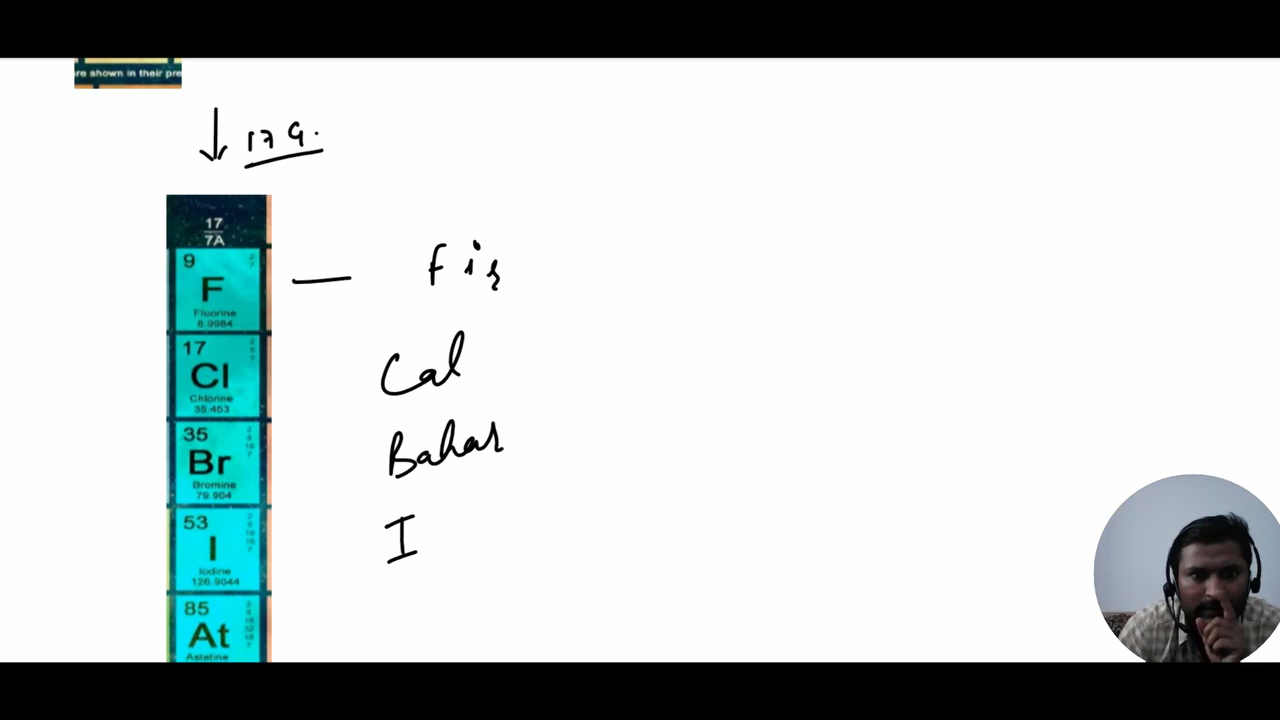 re shown in their pre
17 G.
17
7A
9
F
Fluorine
8.9984
Fir
17
Cl
Chlorine
35.453
Cal
35
Br
Bromine
79.904
Bahar
53
I
Iodine
126.9044
I
85
At
Astatine